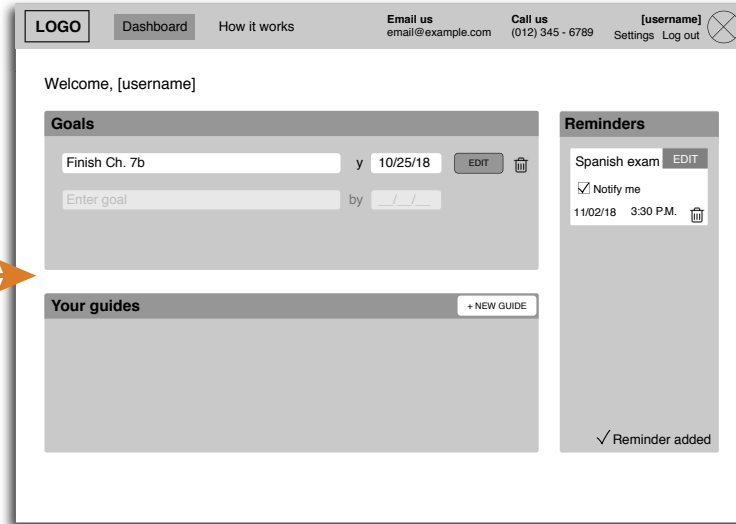 LOGO
Dashboard
How it works
Email us
email@example.com
Call us
(012) 345 - 6789
[username]
Settings Log out
Welcome, [username]
Goals
Finish Ch. 7b y 10/25/18 EDIT
Enter goal by __/__/__
Your guides + NEW GUIDE
Reminders
Spanish exam EDIT
Notify me
11/02/18 3:30 P.M.
Reminder added